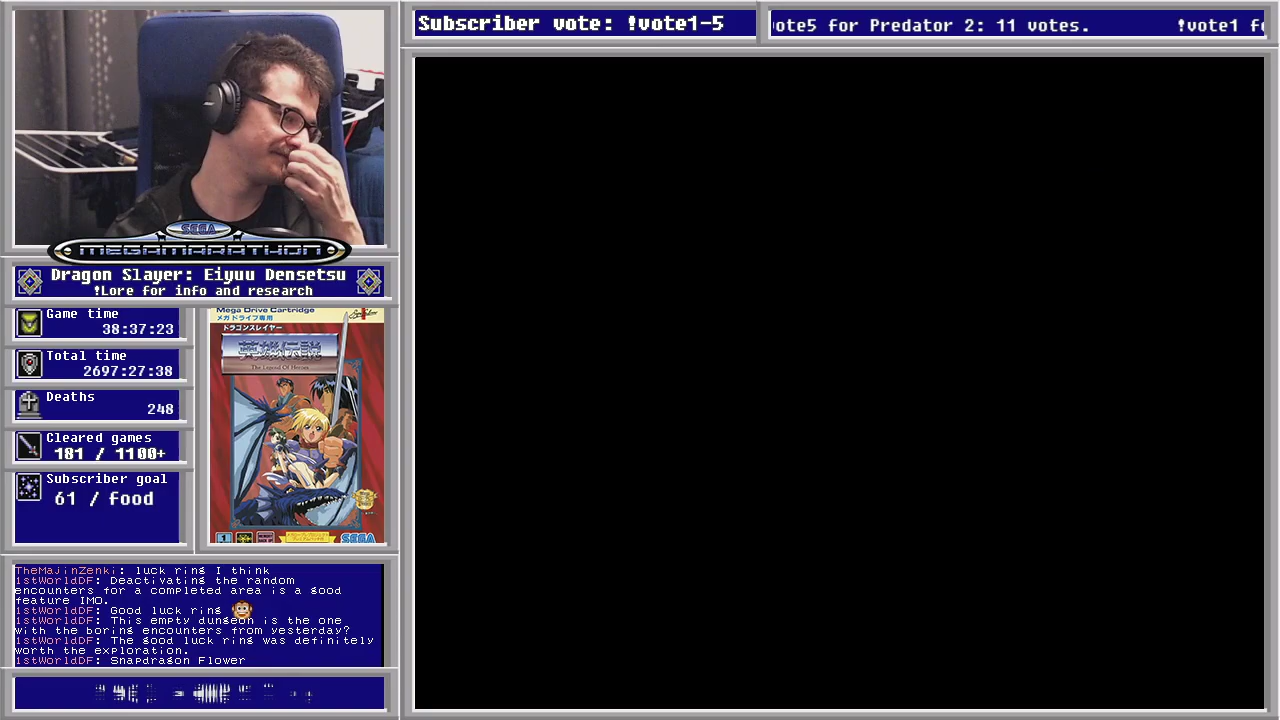 Subscriber vote: !vote1-5
ote5 for Predator 2: 11 votes. !vote1 f
SEGA
MEGAMARATHON
Dragon Slayer: Eiyuu Densetsu
!Lore for info and research
Game time
38:37:23
Total time
2697:27:38
Deaths
248
Cleared games
181 / 1100+
Subscriber goal
61 / food
Mega Drive Cartridge
メガドライブ専用
ドラゴンスレイヤー
英雄伝説
The Legend Of Heroes
SEGA
TheMajinZenki: luck ring I think
1stWorldDF: Deactivating the random
encounters for a completed area is a good
feature IMO.
1stWorldDF: Good luck ring
1stWorldDF: This empty dungeon is the one
with the boring encounters from yesterday?
1stWorldDF: The good luck ring was definitely
worth the exploration.
1stWorldDF: Snapdragon Flower